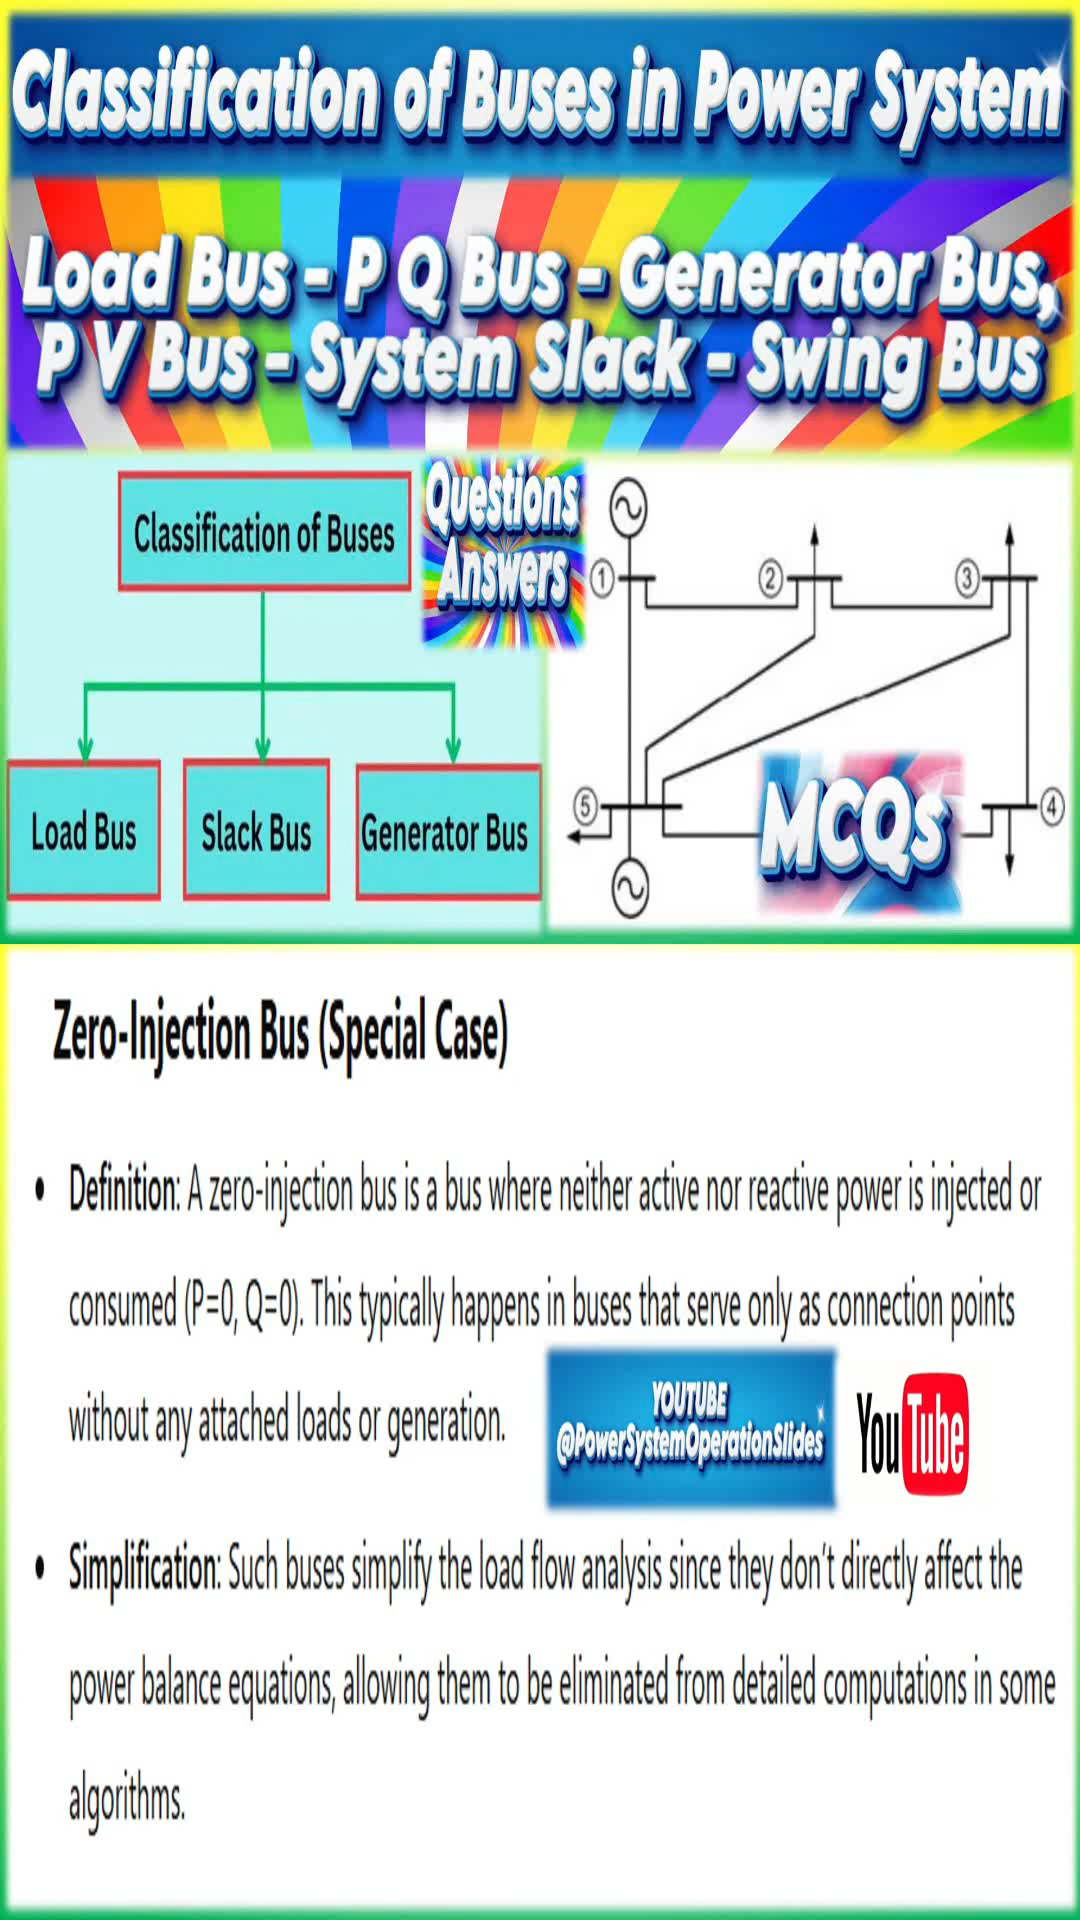 Classification of Buses in Power System
Load Bus - P Q Bus - Generator Bus,
P V Bus - System Slack - Swing Bus
Classification of Buses
Load Bus
Slack Bus
Generator Bus
Questions
Answers
1
2
3
5
4
MCQs
Zero-Injection Bus (Special Case)
• Definition: A zero-injection bus is a bus where neither active nor reactive power is injected or
consumed (P=0, Q=0). This typically happens in buses that serve only as connection points
without any attached loads or generation.
YOUTUBE
@PowerSystemOperationSlides
YouTube
• Simplification: Such buses simplify the load flow analysis since they don't directly affect the
power balance equations, allowing them to be eliminated from detailed computations in some
algorithms.